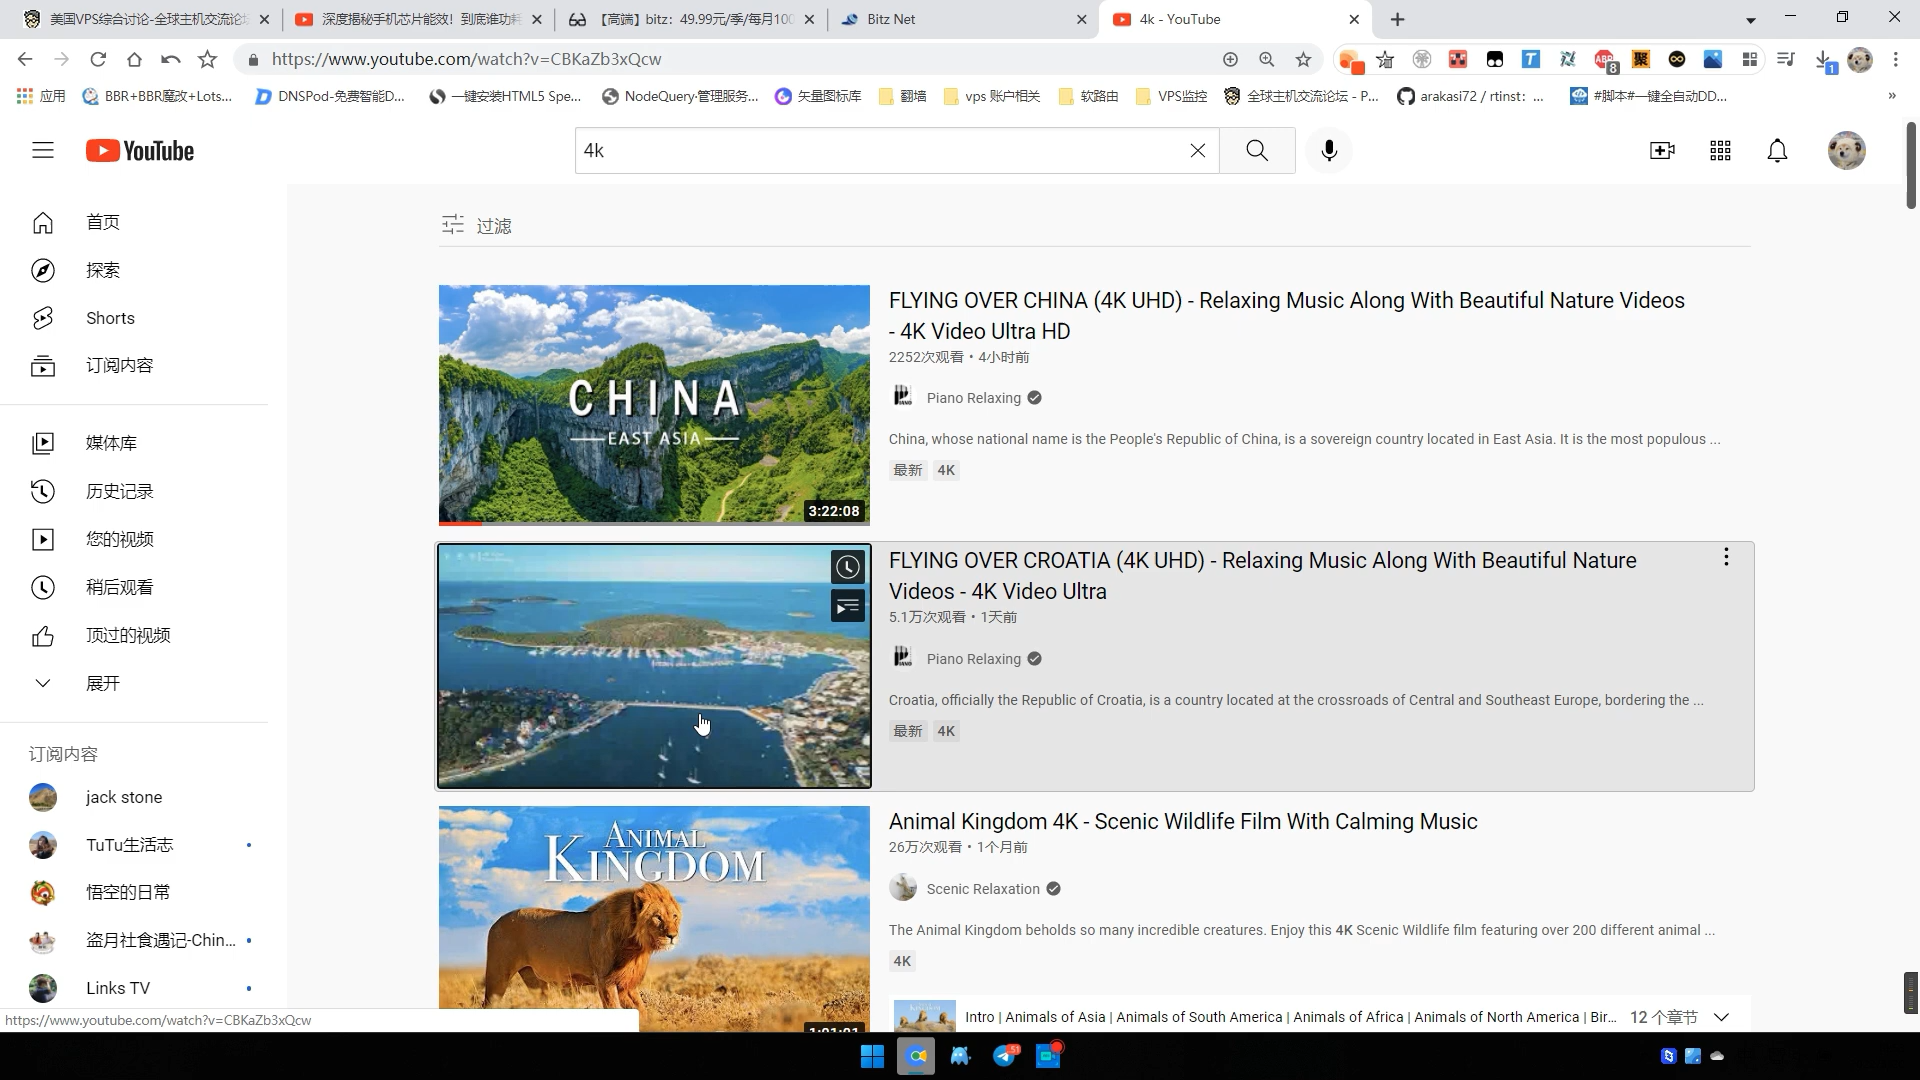 美国VPS综合讨论-全球主机交流论
深度揭秘手机芯片能效！到底谁功耗
【高端】bitz：49.99元/季/每月100
Bitz Net
4k - YouTube
https://www.youtube.com/watch?v=CBKaZb3xQcw
8
1
应用
BBR+BBR魔改+Lots...
DNSPod-免费智能D...
一键安装HTML5 Spe...
NodeQuery·管理服务...
矢量图标库
翻墙
vps 账户相关
软路由
VPS监控
全球主机交流论坛 - P...
arakasi72 / rtinst: ...
#脚本#一键全自动DD...
»
YouTube
4k
首页
探索
Shorts
订阅内容
媒体库
历史记录
您的视频
稍后观看
顶过的视频
展开
订阅内容
jack stone
TuTu生活志
悟空的日常
盗月社食遇记-Chin...
Links TV
过滤
CHINA
EAST ASIA
3:22:08
FLYING OVER CHINA (4K UHD) - Relaxing Music Along With Beautiful Nature Videos
- 4K Video Ultra HD
2252次观看 • 4小时前
Piano Relaxing
China, whose national name is the People's Republic of China, is a sovereign country located in East Asia. It is the most populous ...
最新 4K
FLYING OVER CROATIA (4K UHD) - Relaxing Music Along With Beautiful Nature
Videos - 4K Video Ultra
5.1万次观看 • 1天前
Piano Relaxing
Croatia, officially the Republic of Croatia, is a country located at the crossroads of Central and Southeast Europe, bordering the ...
最新 4K
ANIMAL
KINGDOM
1:01:01
Animal Kingdom 4K - Scenic Wildlife Film With Calming Music
26万次观看 • 1个月前
Scenic Relaxation
The Animal Kingdom beholds so many incredible creatures. Enjoy this 4K Scenic Wildlife film featuring over 200 different animal ...
4K
Intro | Animals of Asia | Animals of South America | Animals of Africa | Animals of North America | Bir...
12 个章节
https://www.youtube.com/watch?v=CBKaZb3xQcw
51